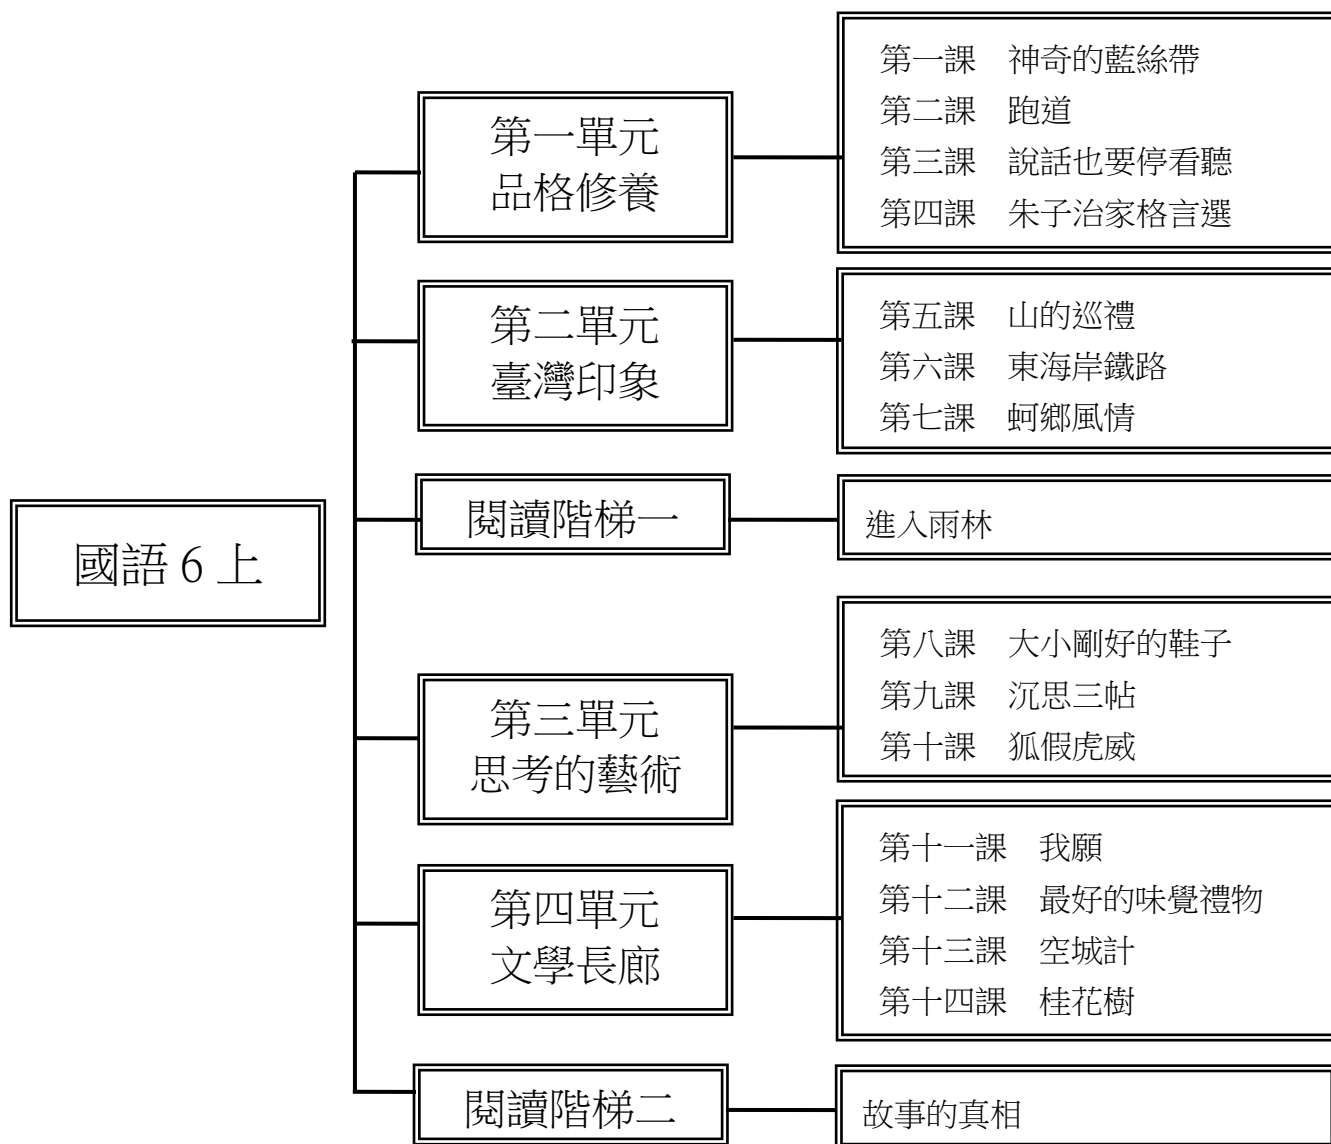 國語 6 上
第一單元
品格修養
第一課　神奇的藍絲帶
第二課　跑道
第三課　說話也要停看聽
第四課　朱子治家格言選
第二單元
臺灣印象
第五課　山的巡禮
第六課　東海岸鐵路
第七課　蚵鄉風情
閱讀階梯一
進入雨林
第三單元
思考的藝術
第八課　大小剛好的鞋子
第九課　沉思三帖
第十課　狐假虎威
第四單元
文學長廊
第十一課　我願
第十二課　最好的味覺禮物
第十三課　空城計
第十四課　桂花樹
閱讀階梯二
故事的真相